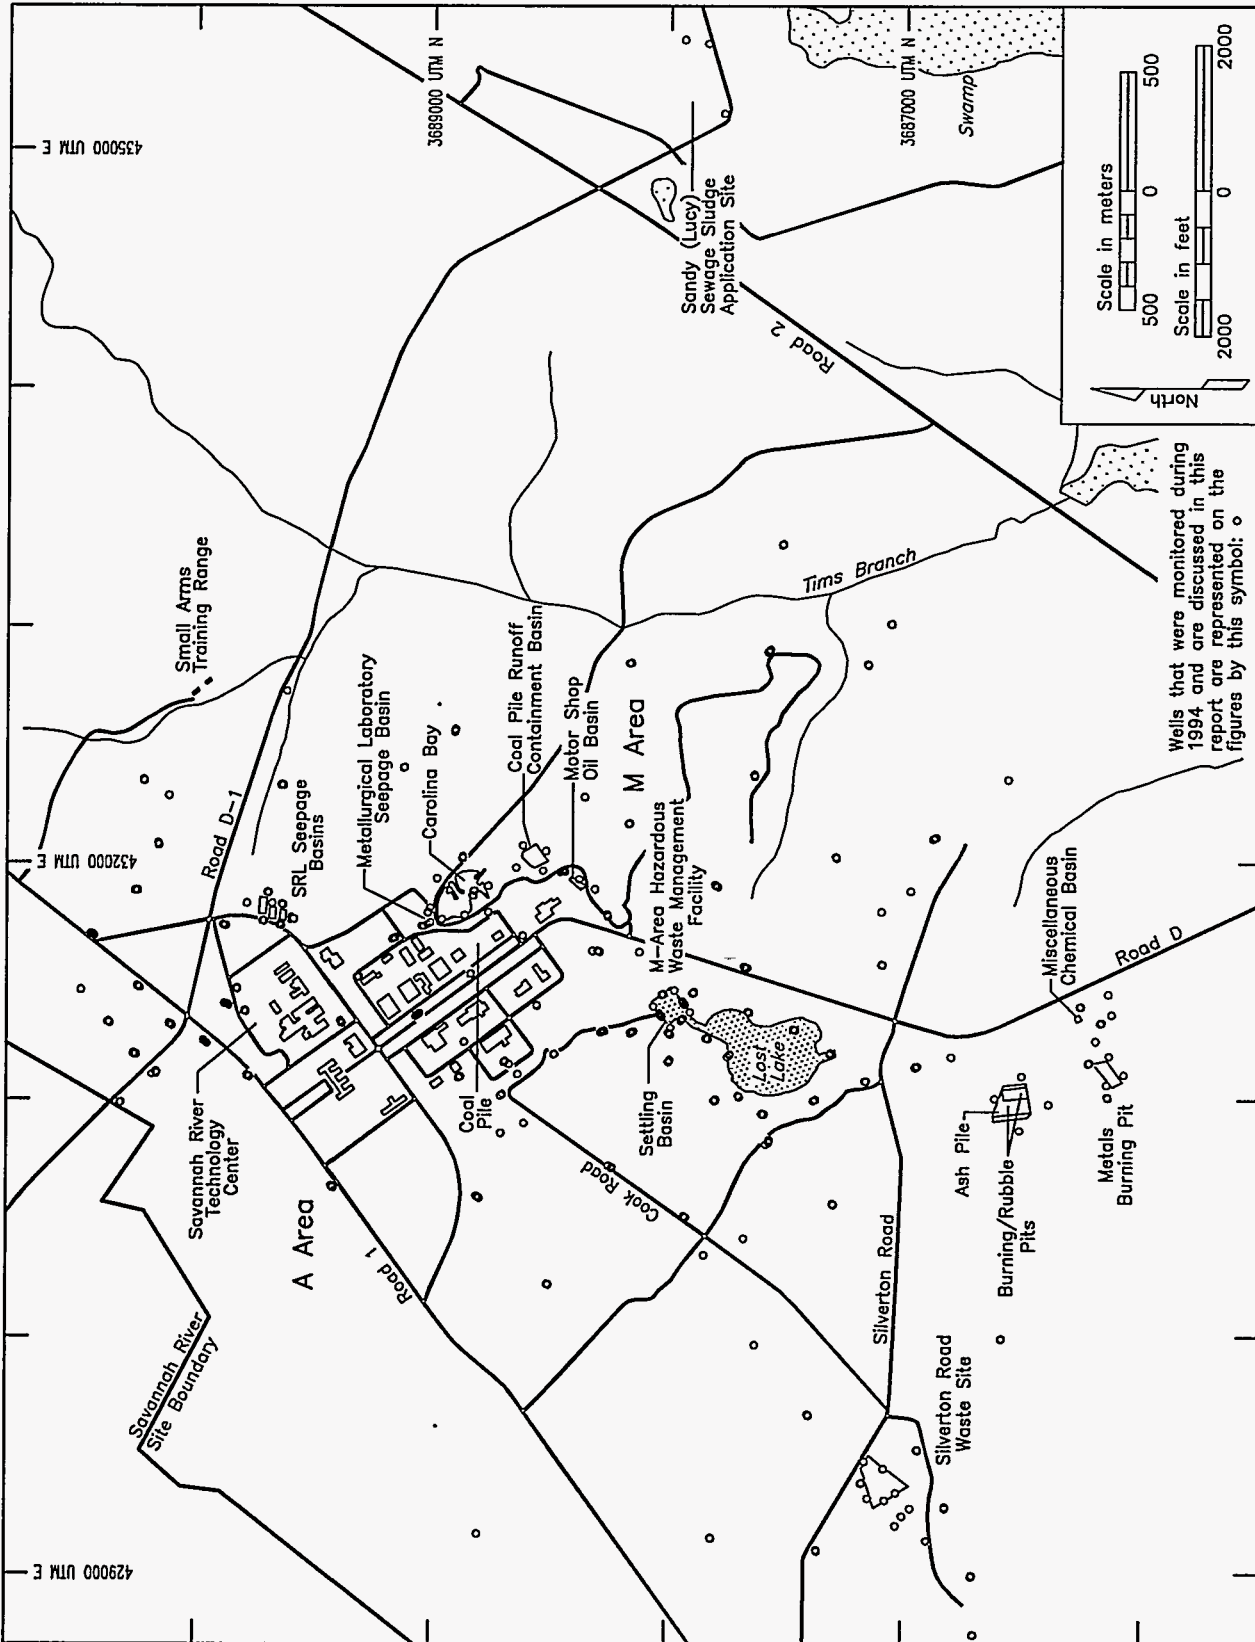 435000 UTM E
3689000 UTM N
3687000 UTM N
Swamp
Sandy (Lucy)
Sewage Sludge
Application Site
Road 2
Small Arms
Training Range
Road D-1
432000 UTM E
SRL Seepage
Basins
Metallurgical Laboratory
Seepage Basin
Carolina Bay
Coal Pile Runoff
Containment Basin
Motor Shop
Oil Basin
M Area
Tims Branch
M-Area Hazardous
Waste Management
Facility
Savannah River
Technology
Center
Coal
Pile
Settling
Basin
Lost
Lake
Miscellaneous
Chemical Basin
Road D
Ash Pile
Burning/Rubble
Pits
Metals
Burning Pit
A Area
Road 1
Cook Road
Silverton Road
Savannah River
Site Boundary
Silverton Road
Waste Site
429000 UTM E
Wells that were monitored during
1994 and are discussed in this
report are represented on the
figures by this symbol: o
North
Scale in meters
500 0 500
Scale in feet
2000 0 2000